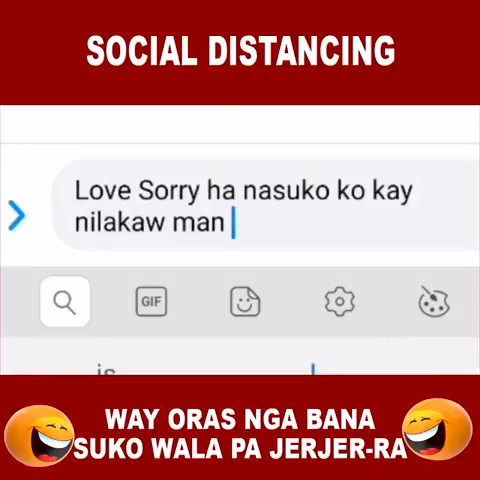 SOCIAL DISTANCING
Love Sorry ha nasuko ko kay
nilakaw man
GIF
is
WAY ORAS NGA BANA
SUKO WALA PA JERJER-RA